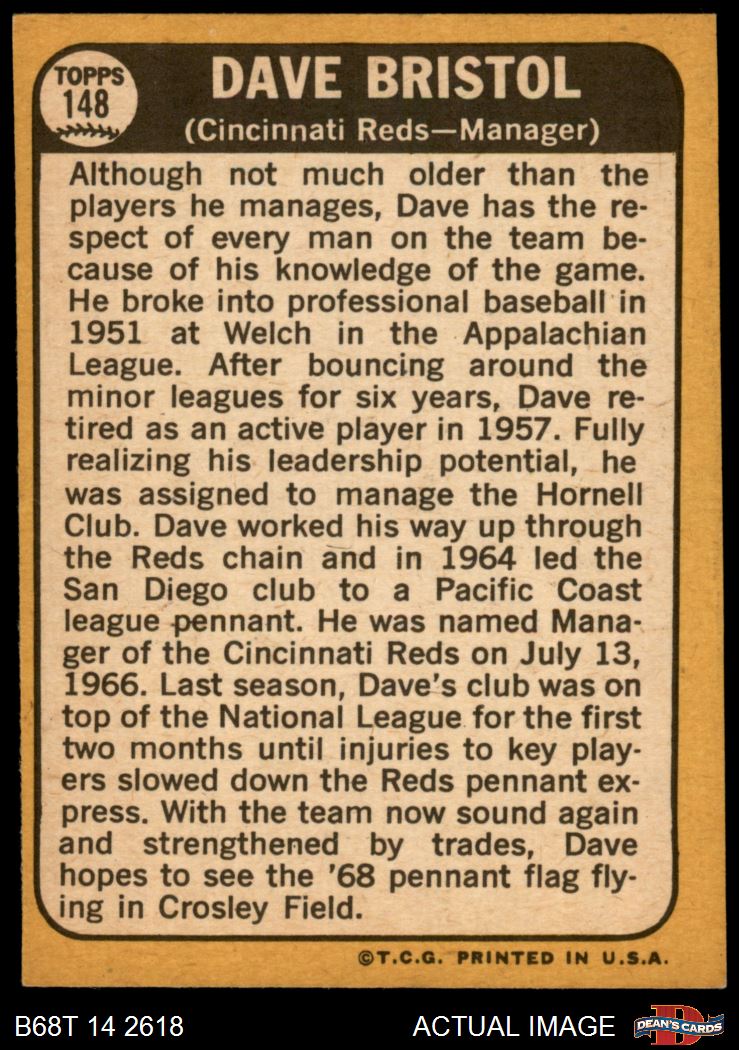 TOPPS
148
DAVE BRISTOL
(Cincinnati Reds—Manager)
Although not much older than the
players he manages, Dave has the re-
spect of every man on the team be-
cause of his knowledge of the game.
He broke into professional baseball in
1951 at Welch in the Appalachian
League. After bouncing around the
minor leagues for six years, Dave re-
tired as an active player in 1957. Fully
realizing his leadership potential, he
was assigned to manage the Hornell
Club. Dave worked his way up through
the Reds chain and in 1964 led the
San Diego club to a Pacific Coast
league pennant. He was named Mana-
ger of the Cincinnati Reds on July 13,
1966. Last season, Dave's club was on
top of the National League for the first
two months until injuries to key play-
ers slowed down the Reds pennant ex-
press. With the team now sound again
and strengthened by trades, Dave
hopes to see the '68 pennant flag fly-
ing in Crosley Field.
©T.C.G. PRINTED IN U.S.A.
B68T 14 2618
ACTUAL IMAGE
D
DEAN'S CARDS